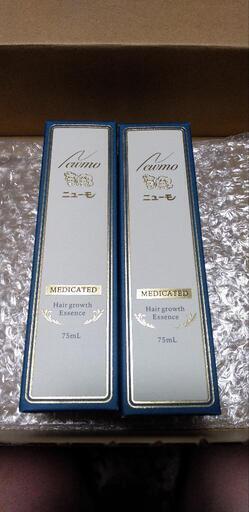 Newmo
ニューモ
MEDICATED
Hair growth
Essence
75mL
Newmo
ニューモ
MEDICATED
Hair growth
Essence
75mL